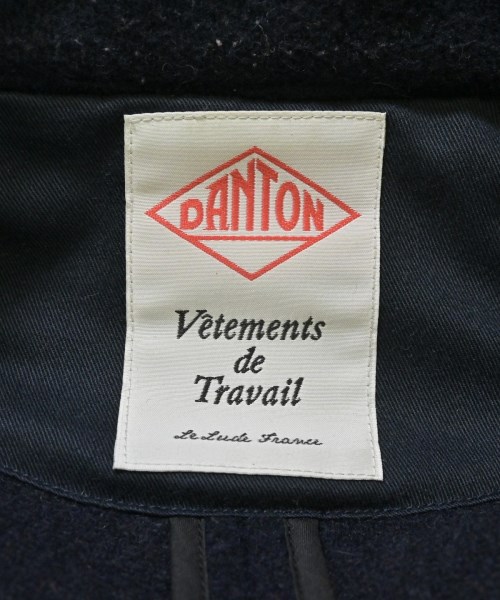 DANTON
Vêtements
de
Travail
Le Lude France